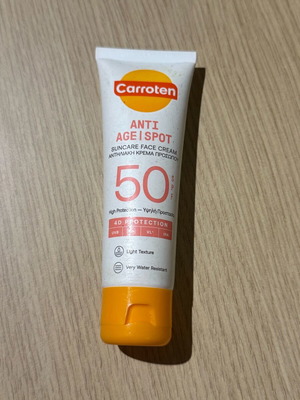 Carroten
ANTI
AGE|SPOT
SUNCARE FACE CREAM
ΑΝΤΗΛΙΑΚΗ ΚΡΕΜΑ ΠΡΟΣΩΠΟΥ
50
High Protection — Υψηλή Προστασία
4D PROTECTION
Light Texture
Very Water Resistant